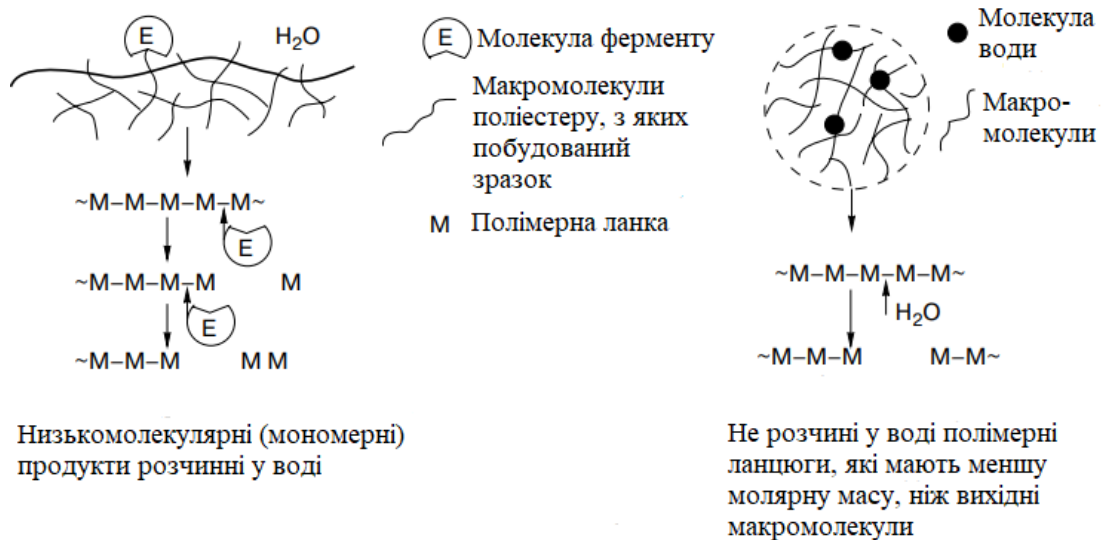 E
H₂O
E Молекула ферменту
Макромолекули
поліестеру, з яких
побудований
зразок
M Полімерна ланка
~M–M–M–M–M~
E
~M–M–M–M M
E
~M–M–M M M
Низькомолекулярні (мономерні)
продукти розчинні у воді
Молекула
води
Макро-
молекули
~M–M–M–M–M~
H₂O
~M–M–M M–M~
Не розчині у воді полімерні
ланцюги, які мають меншу
молярну масу, ніж вихідні
макромолекули